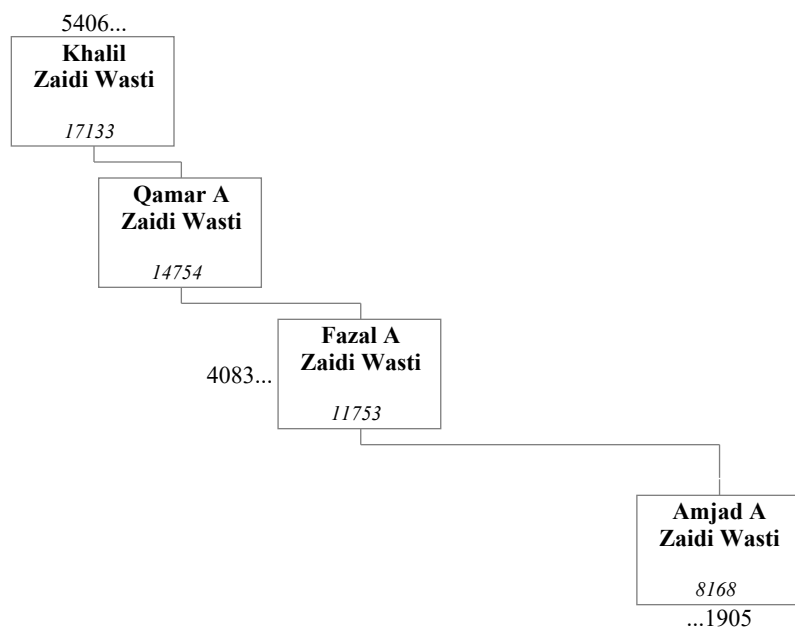 5406...
Khalil
Zaidi Wasti
17133
Qamar A
Zaidi Wasti
14754
Fazal A
Zaidi Wasti
4083...
11753
Amjad A
Zaidi Wasti
8168
...1905